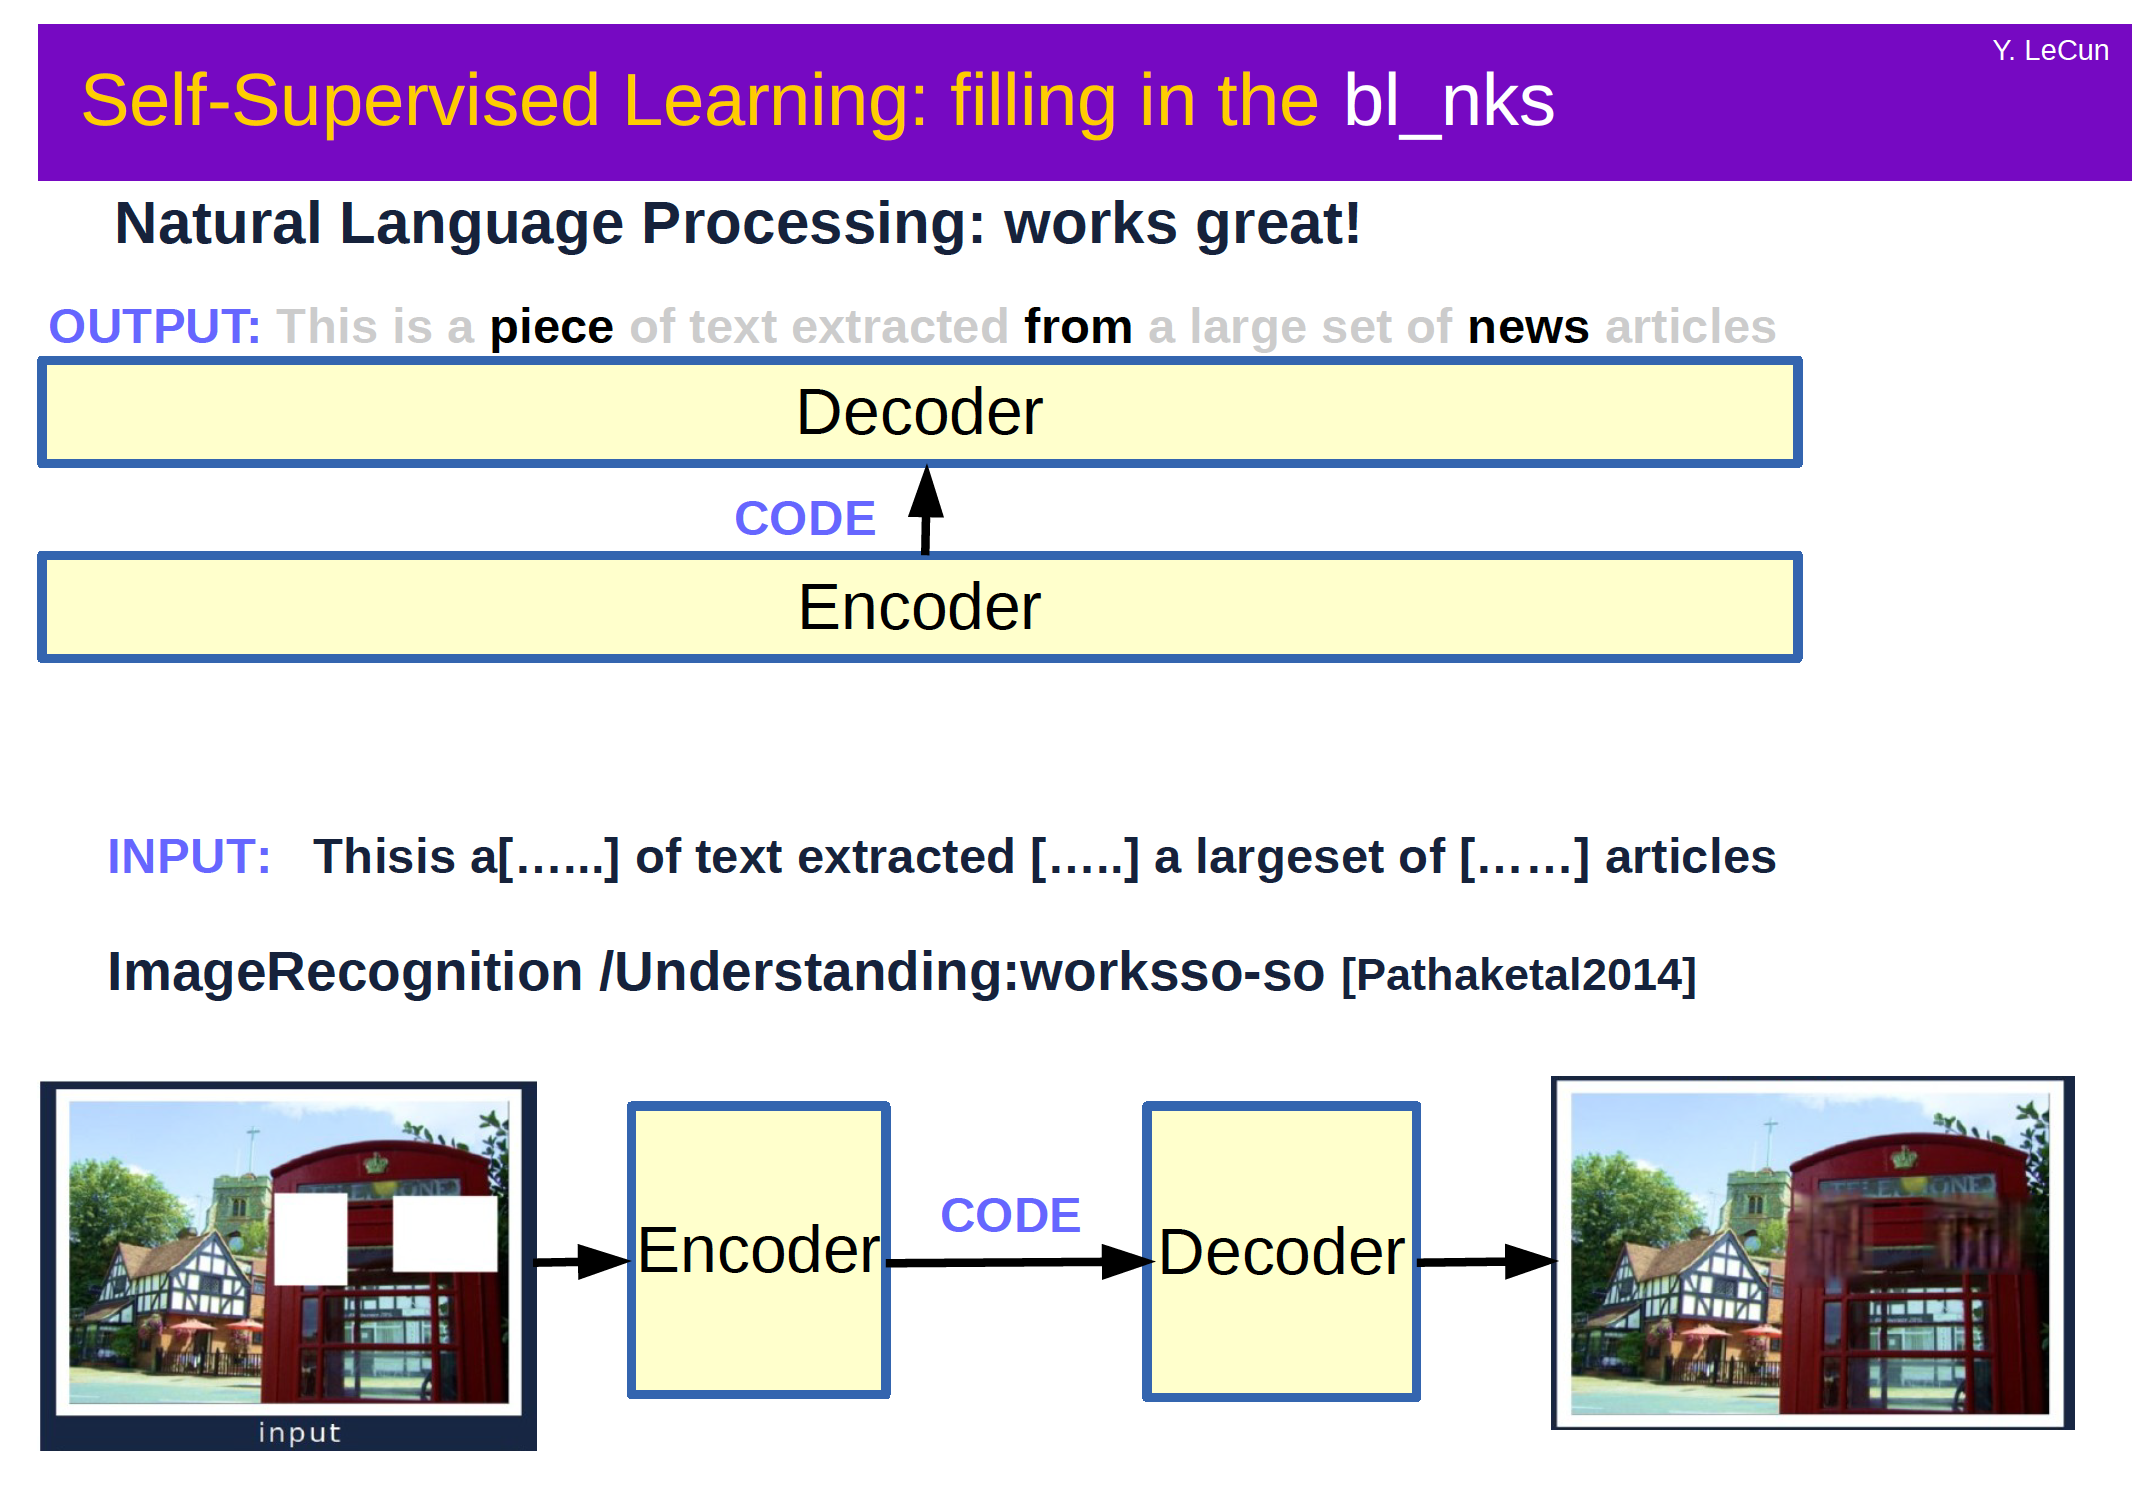 Y. LeCun
Self-Supervised Learning: filling in the bl_nks
Natural Language Processing: works great!
OUTPUT: This is a piece of text extracted from a large set of news articles
Decoder
CODE
Encoder
INPUT: Thisis a[…...] of text extracted […..] a largeset of [……] articles
ImageRecognition /Understanding:worksso-so [Pathaketal2014]
Encoder
CODE
Decoder
input